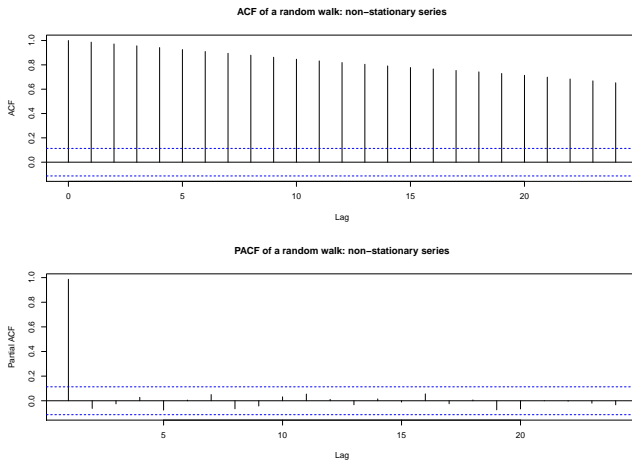 ACF of a random walk: non−stationary series
ACF
1.0
0.8
0.6
0.4
0.2
0.0
0 5 10 15 20
Lag
PACF of a random walk: non−stationary series
Partial ACF
1.0
0.8
0.6
0.4
0.2
0.0
5 10 15 20
Lag